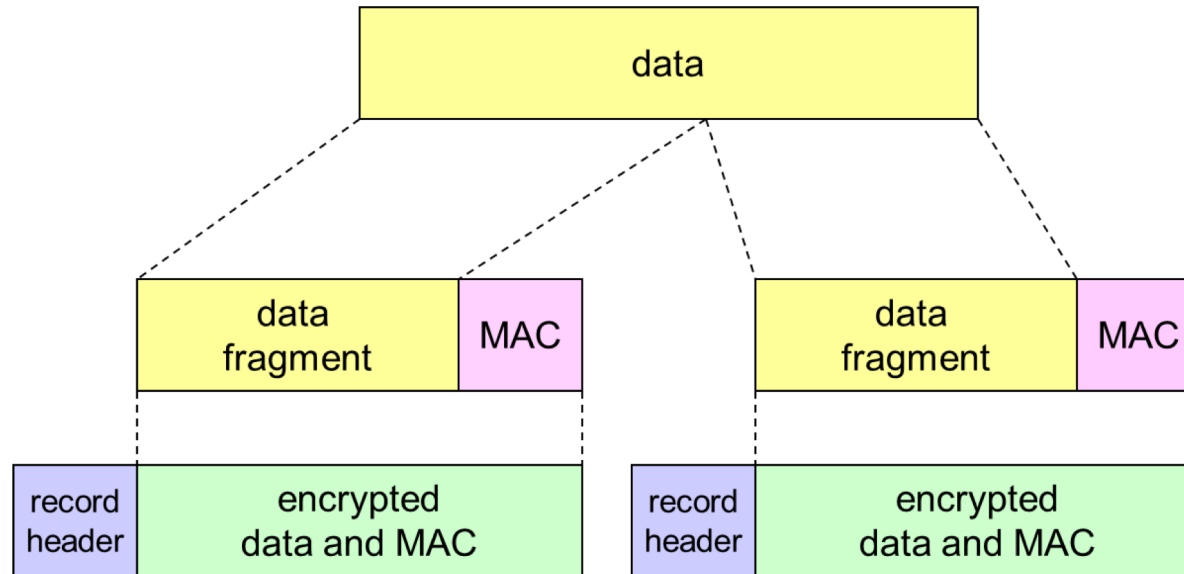 data
data
fragment
MAC
data
fragment
MAC
record
header
encrypted
data and MAC
record
header
encrypted
data and MAC